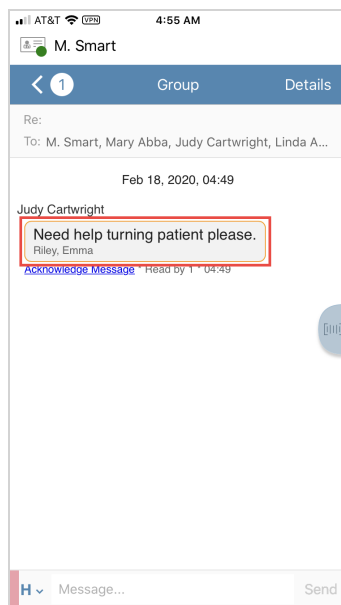 AT&T VPN 4:55 AM
M. Smart
1 Group Details
Re:
To: M. Smart, Mary Abba, Judy Cartwright, Linda A...
Feb 18, 2020, 04:49
Judy Cartwright
Need help turning patient please.
Riley, Emma
Acknowledge Message * Read by 1 * 04:49
H Message... Send